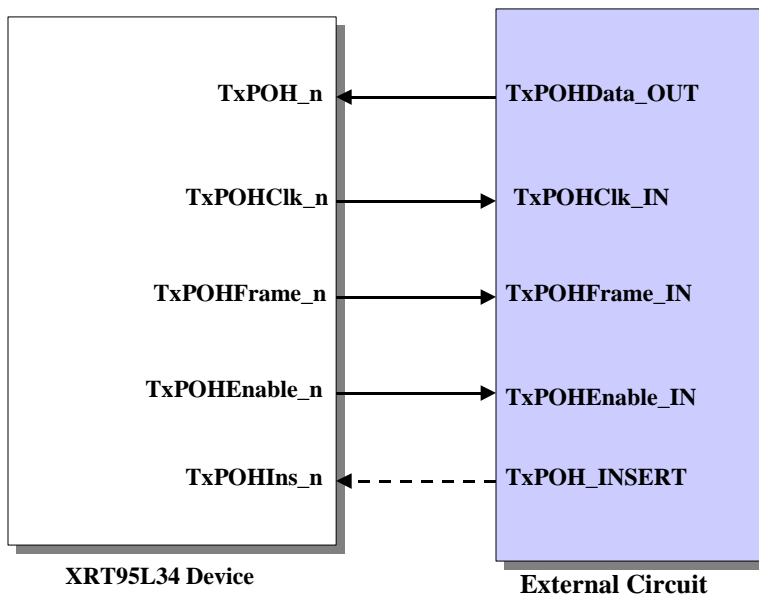 TxPOH_n
TxPOHData_OUT
TxPOHClk_n
TxPOHClk_IN
TxPOHFrame_n
TxPOHFrame_IN
TxPOHEnable_n
TxPOHEnable_IN
TxPOHIns_n
TxPOH_INSERT
XRT95L34 Device
External Circuit